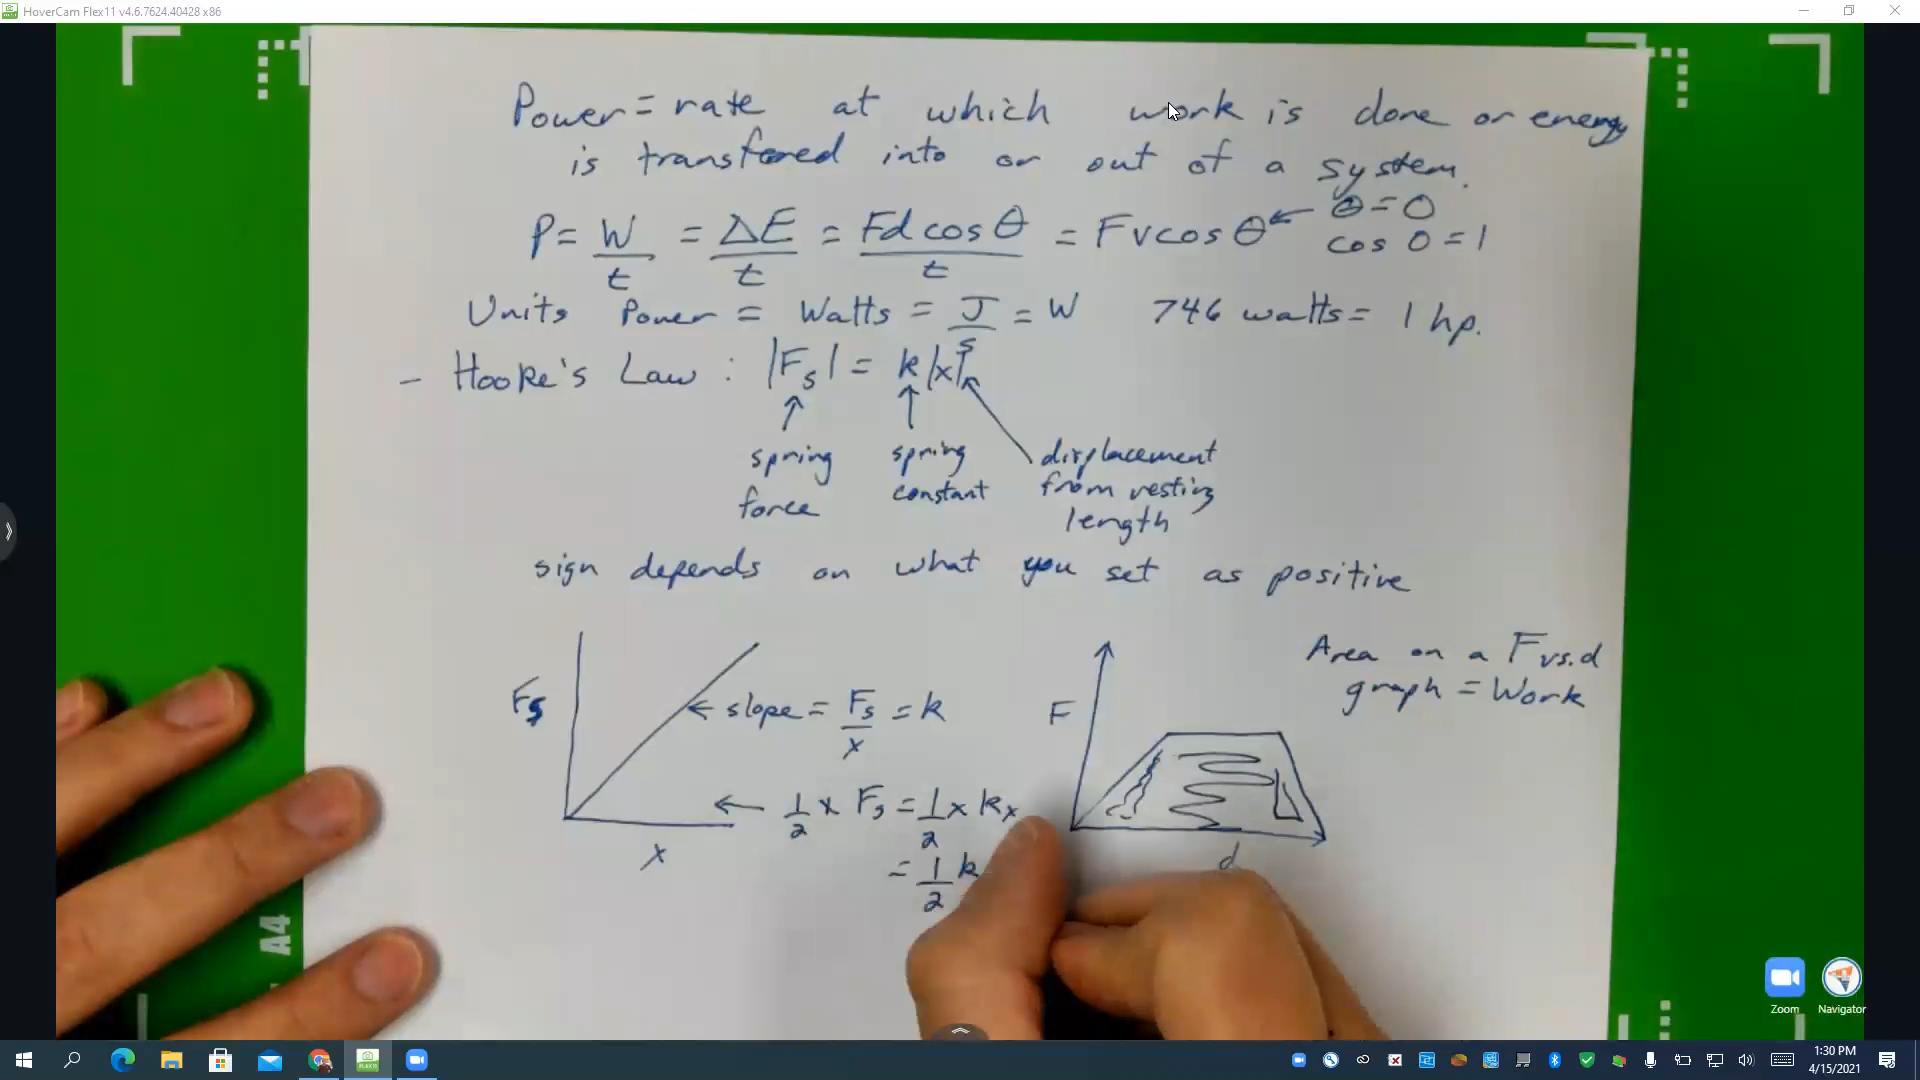 HoverCam Flex11 v4.6.7624.40428 x86
Power = rate at which work is done or energy
is transfered into or out of a system.
P = W/t = ΔE/t = Fd cos θ/t = Fvcos θ ← θ = 0
cos 0 = 1
Units Power = Watts = J/s = W 746 watts = 1 hp.
- Hooke's Law : |Fs| = k|x|
spring force
spring constant
displacement from resting length
sign depends on what you set as positive
Fs
x
← slope = Fs/x = k
← 1/2 x Fs = 1/2 x kx
= 1/2 k
F
d
Area on a F vs. d
graph = Work
A4
Zoom
Navigator
1:30 PM
4/15/2021